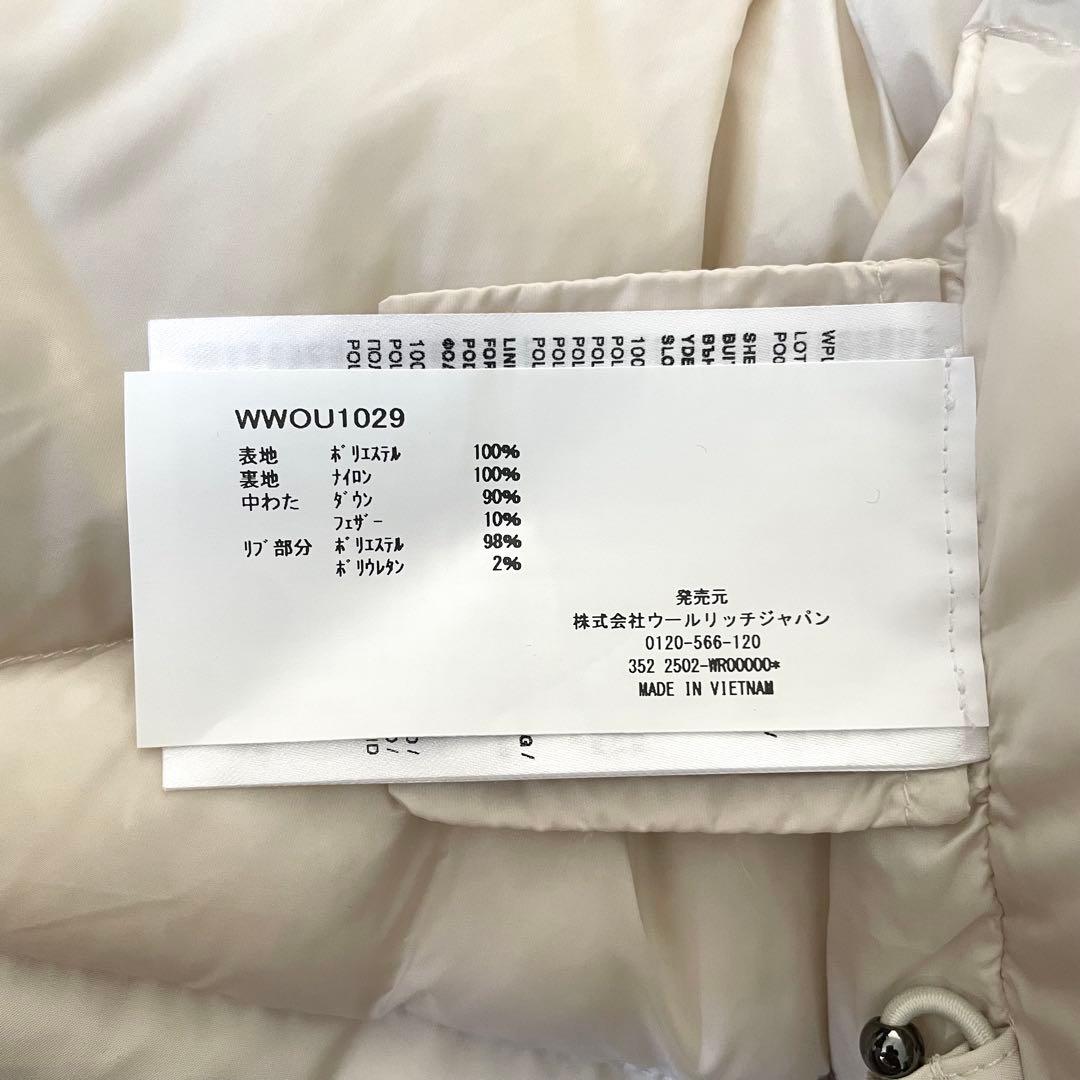 WWOU1029
表地 ポリエステル 100%
裏地 ナイロン 100%
中わた ダウン 90%
フェザー 10%
リブ部分 ポリエステル 98%
ポリウレタン 2%
発売元
株式会社ウールリッチジャパン
0120-566-120
352 2502-WR00000*
MADE IN VIETNAM